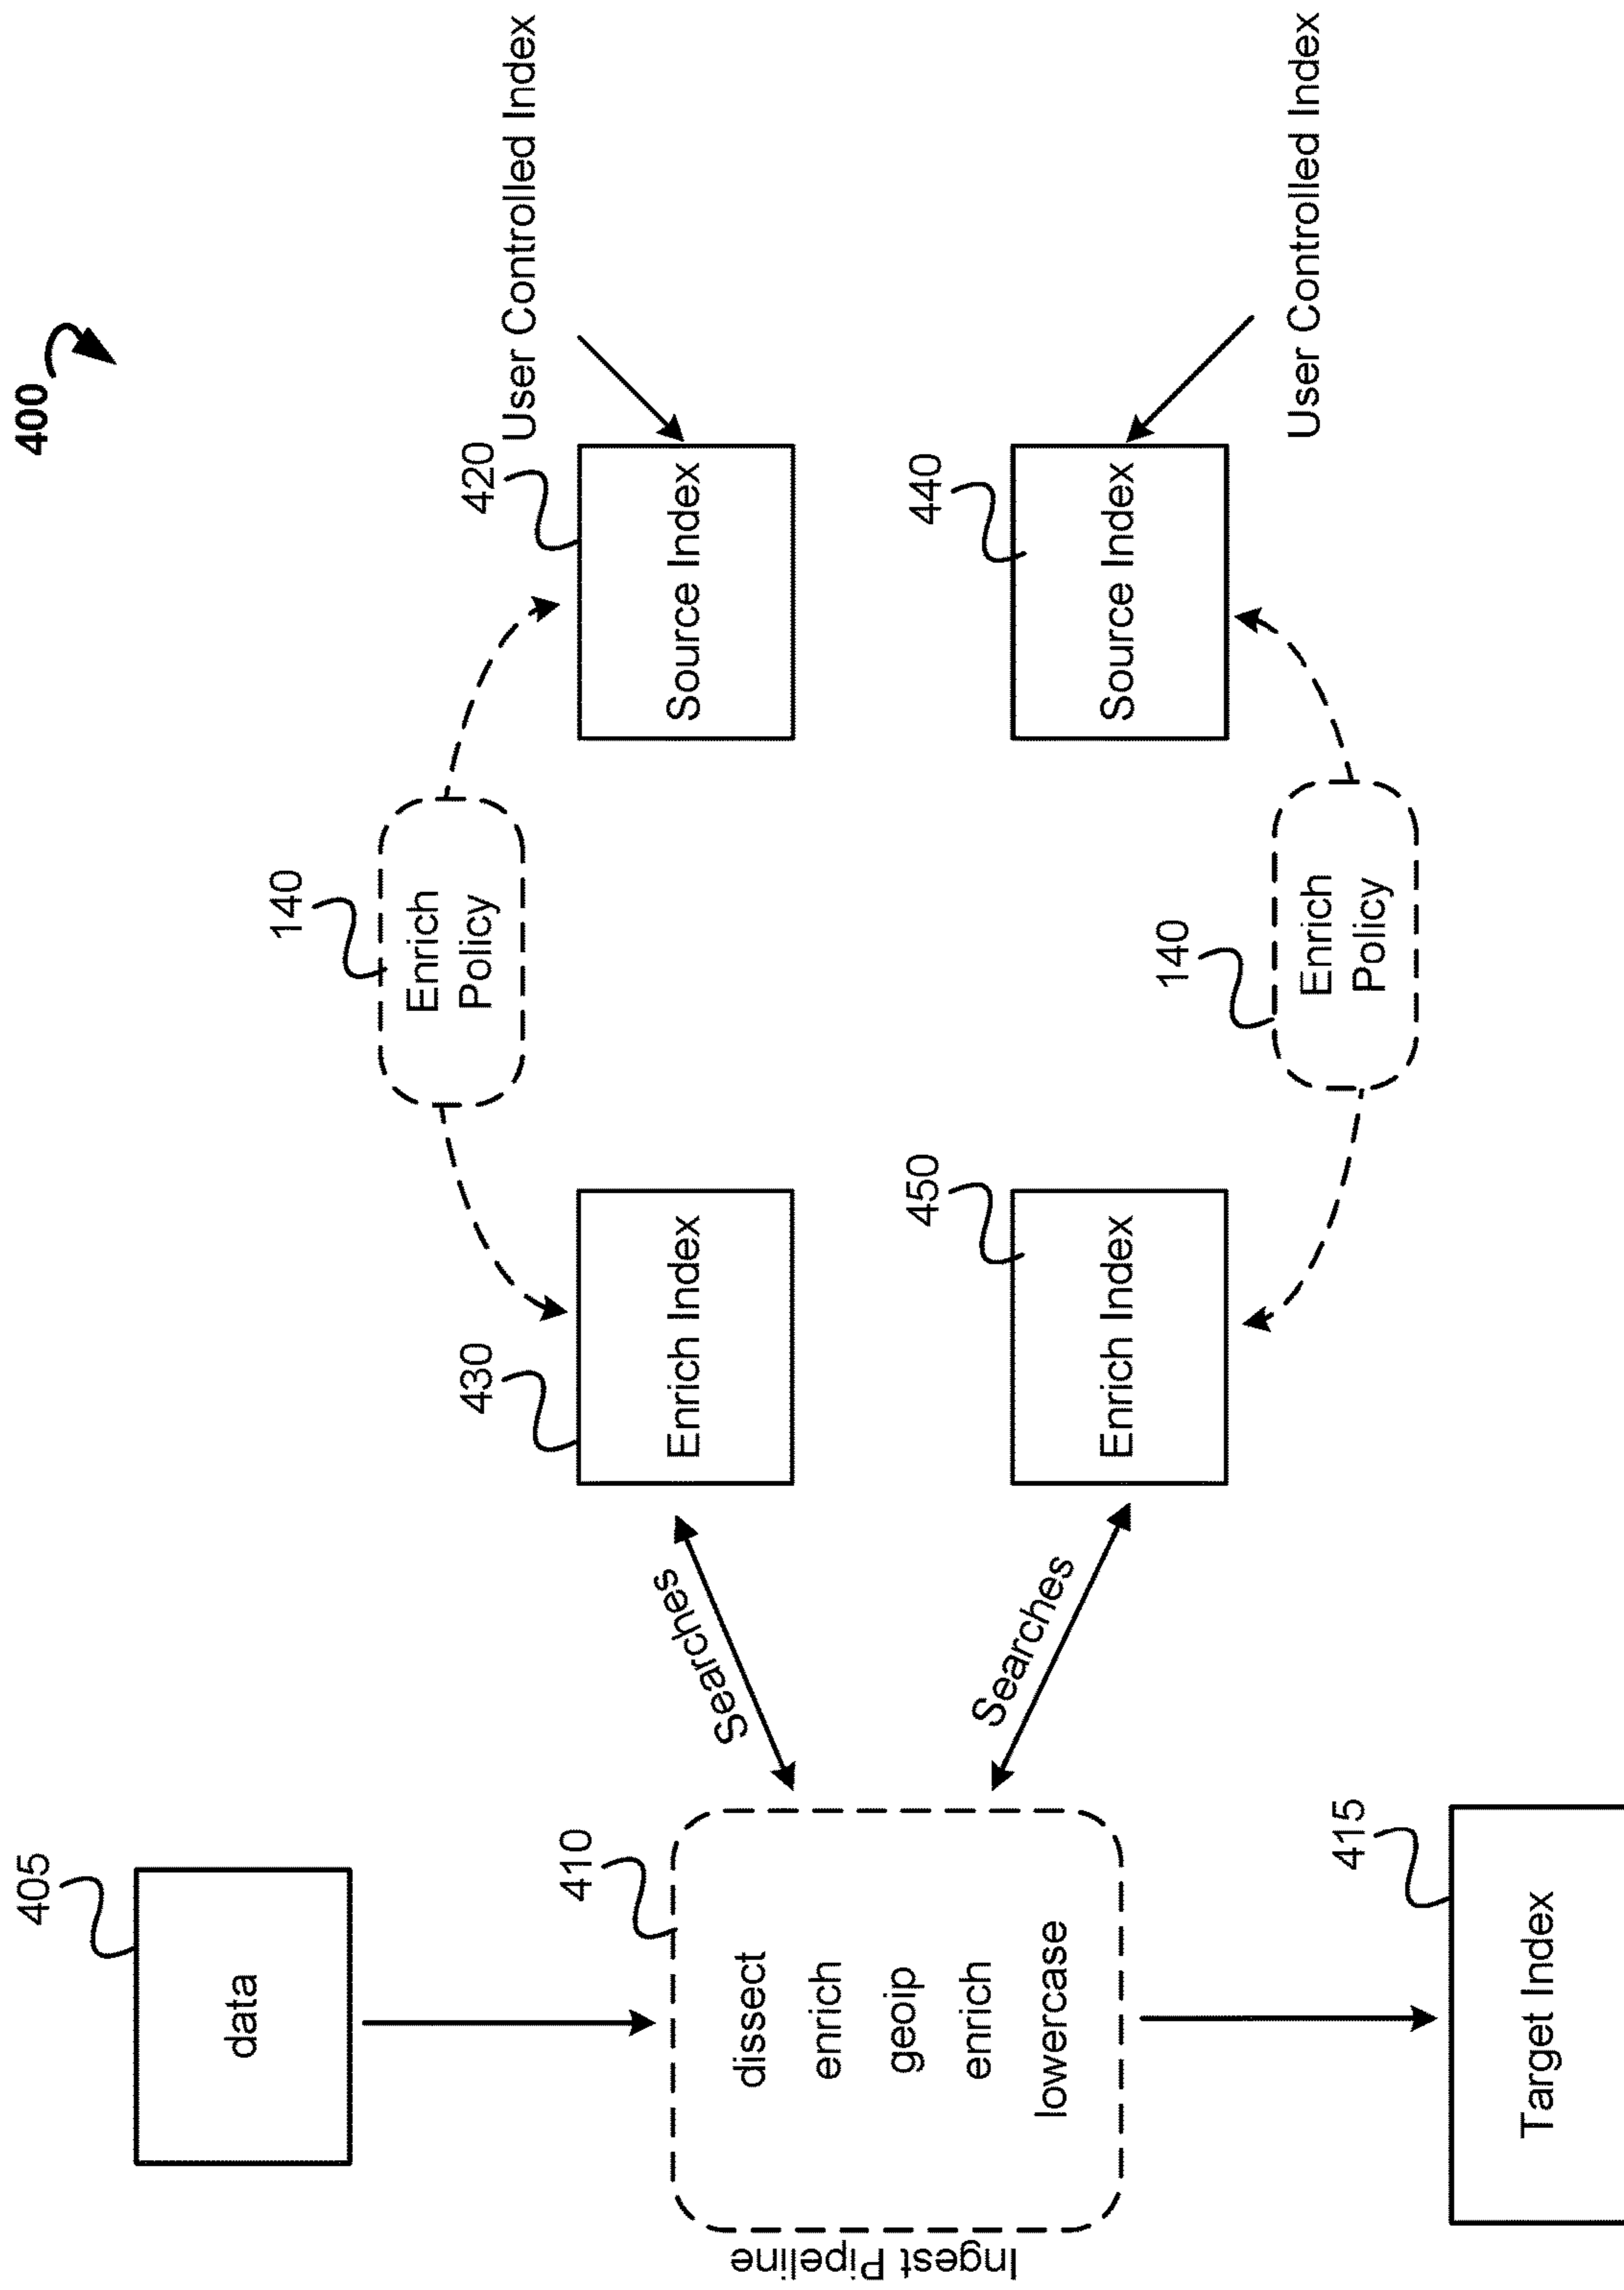 400
405
data
410
Ingest Pipeline
dissect
enrich
geoip
enrich
lowercase
415
Target Index
Searches
Searches
430
Enrich Index
450
Enrich Index
140
Enrich
Policy
140
Enrich
Policy
420
Source Index
440
Source Index
User Controlled Index
User Controlled Index